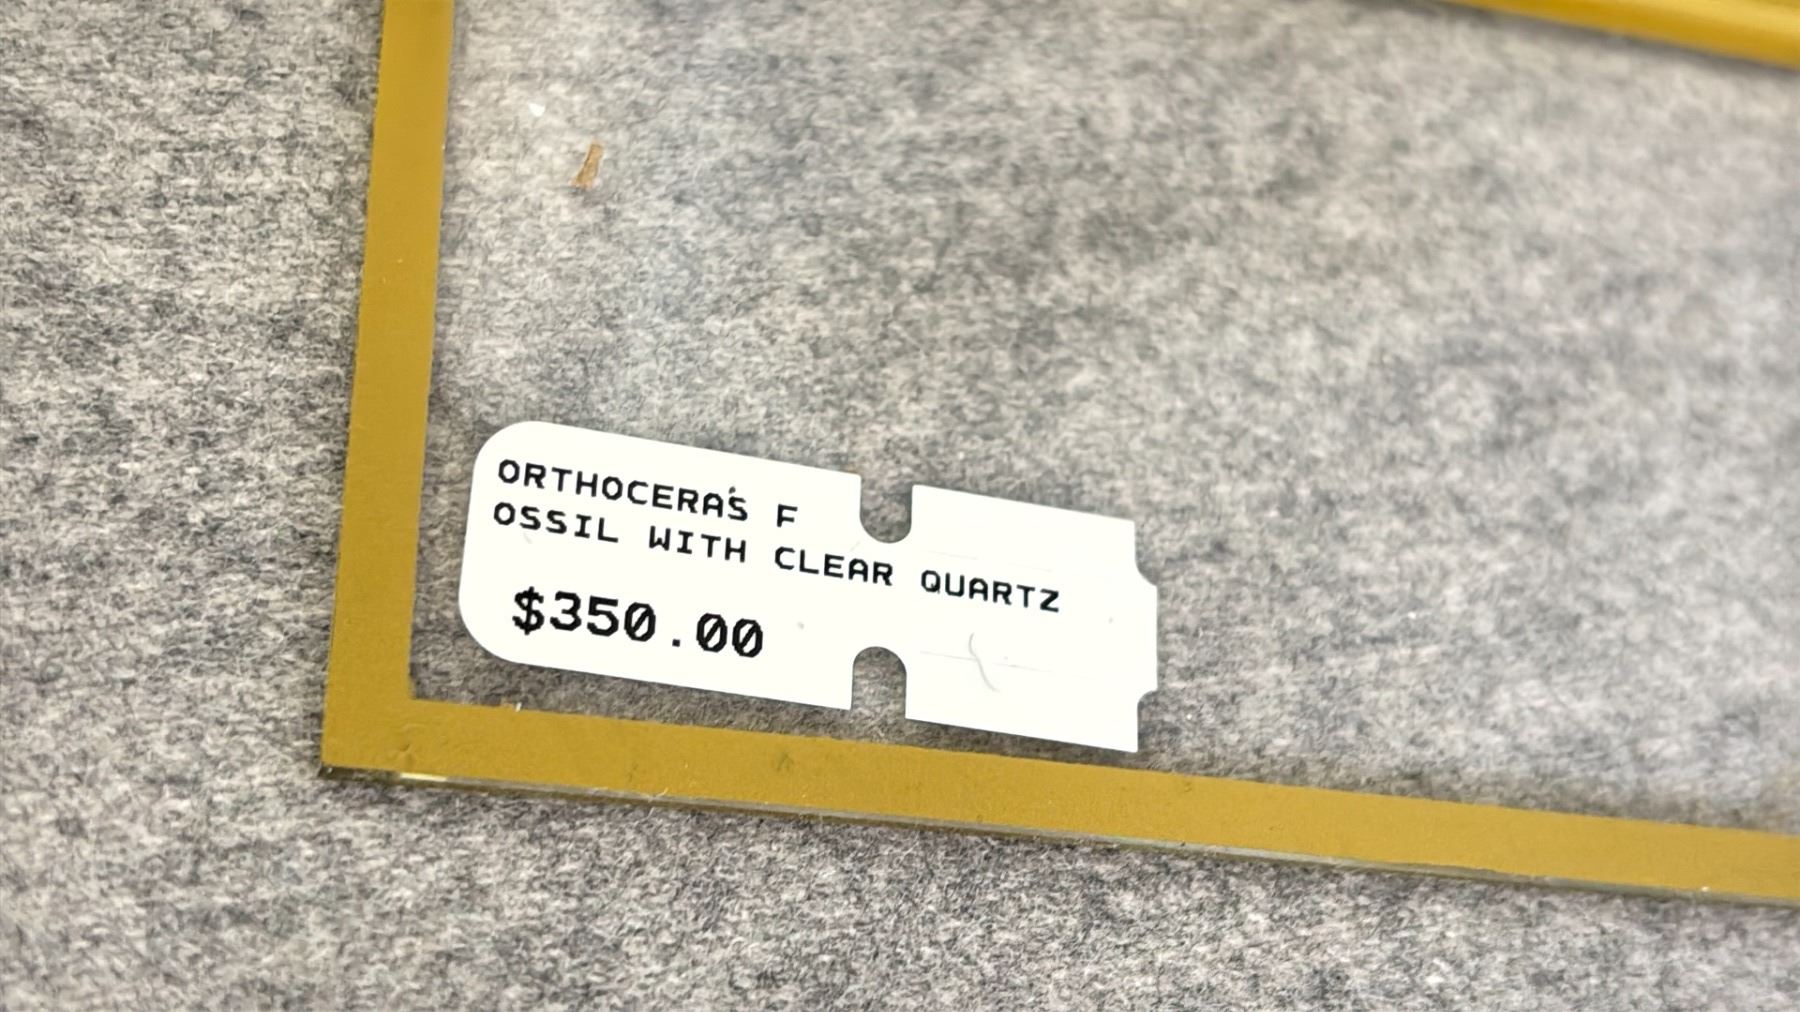 ORTHOCERAS F
OSSIL WITH CLEAR QUARTZ
$350.00